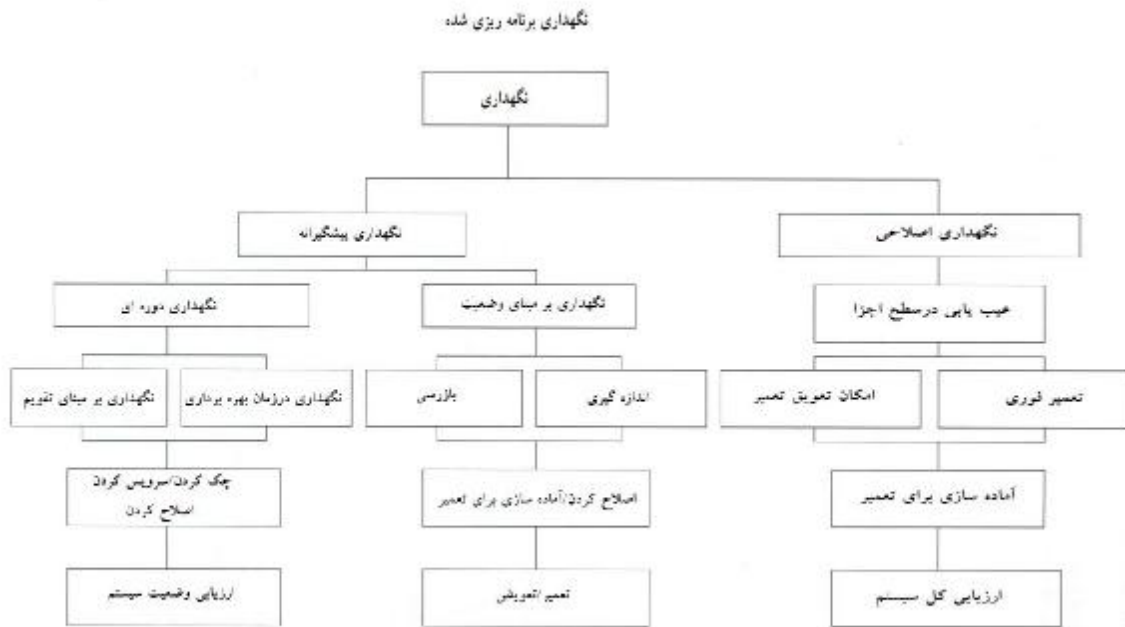 نگهداری برنامه ریزی شده
نگهداری
نگهداری پیشگیرانه
نگهداری اصلاحی
نگهداری دوره ای
نگهداری بر مبنای وضعیت
عیب یابی درسطح اجزا
نگهداری بر مبنای تقویم
نگهداری درزمان بهره برداری
بازرسی
اندازه گیری
امکان تعویق تعمیر
تعمیر فوری
چک کردن/سرویس کردن
اصلاح کردن
اصلاح کردن/آماده سازی برای تعمیر
آماده سازی برای تعمیر
ارزیابی وضعیت سیستم
تعمیر/تعویض
ارزیابی کل سیستم